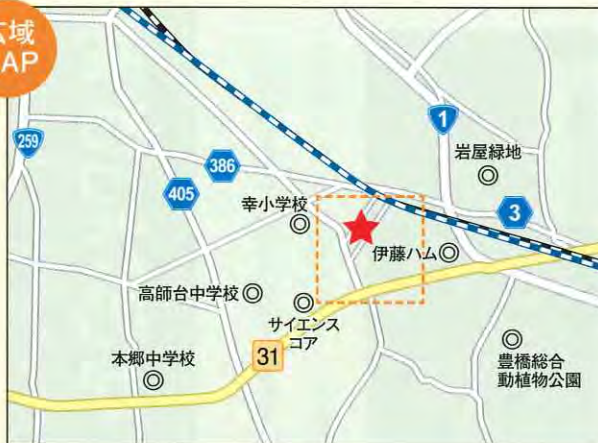 広域
MAP
259
386
405
1
岩屋緑地
3
幸小学校
伊藤ハム
高師台中学校
サイエンス
コア
31
本郷中学校
豊橋総合
動植物公園